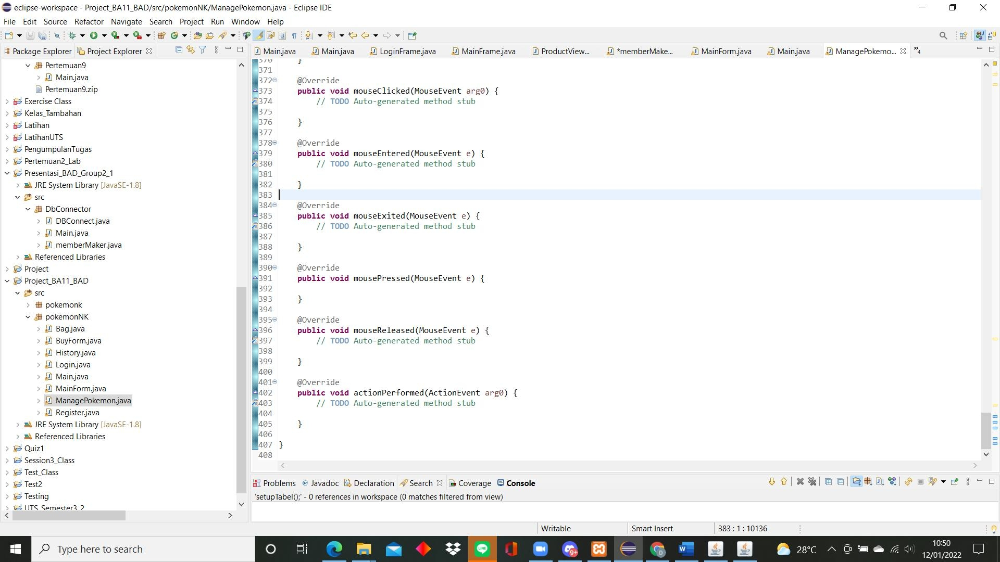 eclipse-workspace - Project_BA11_BAD/src/pokemonNK/ManagePokemon.java - Eclipse IDE
File Edit Source Refactor Navigate Search Project Run Window Help
Package Explorer Project Explorer
Main.java Main.java LoginFrame.java MainFrame.java ProductView... *memberMake... MainForm.java Main.java ManagePokemo... »4
Pertemuan9
Main.java
Pertemuan9.zip
Exercise Class
Kelas_Tambahan
Latihan
LatihanUTS
PengumpulanTugas
Pertemuan2_Lab
Presentasi_BAD_Group2_1
JRE System Library [JavaSE-1.8]
src
DbConnector
DBConnect.java
Main.java
memberMaker.java
Referenced Libraries
Project
Project_BA11_BAD
src
pokemonk
pokemonNK
Bag.java
BuyForm.java
History.java
Login.java
Main.java
MainForm.java
ManagePokemon.java
Register.java
JRE System Library [JavaSE-1.8]
Referenced Libraries
Quiz1
Session3_Class
Test_Class
Test2
Testing
UTS_Semester3_2
370 }
371
372 @Override
373 public void mouseClicked(MouseEvent arg0) {
374 // TODO Auto-generated method stub
375
376 }
377
378 @Override
379 public void mouseEntered(MouseEvent e) {
380 // TODO Auto-generated method stub
381
382 }
383
384 @Override
385 public void mouseExited(MouseEvent e) {
386 // TODO Auto-generated method stub
387
388 }
389
390 @Override
391 public void mousePressed(MouseEvent e) {
392
393 }
394
395 @Override
396 public void mouseReleased(MouseEvent e) {
397 // TODO Auto-generated method stub
398
399 }
400
401 @Override
402 public void actionPerformed(ActionEvent arg0) {
403 // TODO Auto-generated method stub
404
405 }
406
407 }
408
Problems @ Javadoc Declaration Search Coverage Console
'setupTabel();' - 0 references in workspace (0 matches filtered from view)
Writable Smart Insert 383 : 1 : 10136
Type here to search
LINE
9+
D
28°C
10:50
12/01/2022